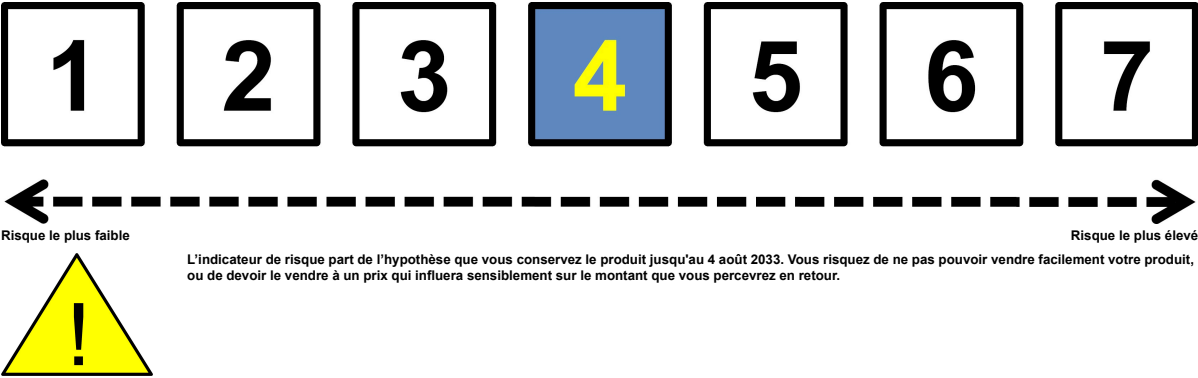 1 2 3 4 5 6 7
Risque le plus faible Risque le plus élevé
L’indicateur de risque part de l’hypothèse que vous conservez le produit jusqu'au 4 août 2033. Vous risquez de ne pas pouvoir vendre facilement votre produit,
ou de devoir le vendre à un prix qui influera sensiblement sur le montant que vous percevrez en retour.
!